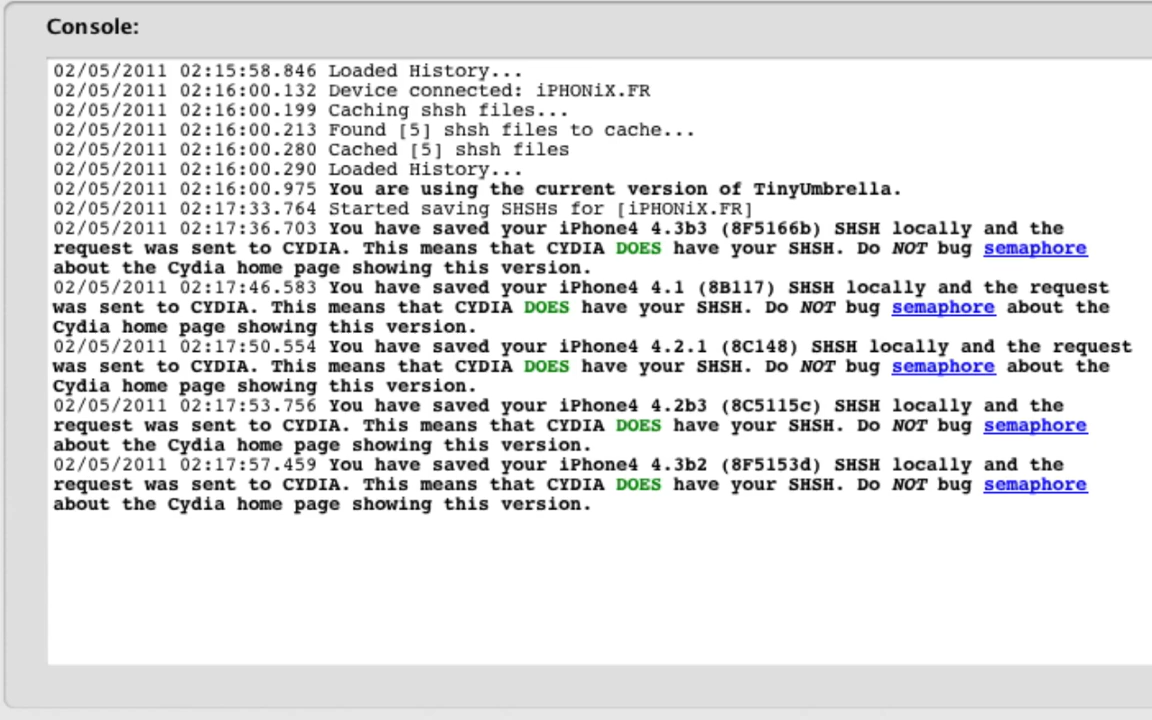 Console:
02/05/2011 02:15:58.846 Loaded History...
02/05/2011 02:16:00.132 Device connected: iPHONiX.FR
02/05/2011 02:16:00.199 Caching shsh files...
02/05/2011 02:16:00.213 Found [5] shsh files to cache...
02/05/2011 02:16:00.280 Cached [5] shsh files
02/05/2011 02:16:00.290 Loaded History...
02/05/2011 02:16:00.975 You are using the current version of TinyUmbrella.
02/05/2011 02:17:33.764 Started saving SHSHs for [iPHONiX.FR]
02/05/2011 02:17:36.703 You have saved your iPhone4 4.3b3 (8F5166b) SHSH locally and the
request was sent to CYDIA. This means that CYDIA DOES have your SHSH. Do NOT bug semaphore
about the Cydia home page showing this version.
02/05/2011 02:17:46.583 You have saved your iPhone4 4.1 (8B117) SHSH locally and the request
was sent to CYDIA. This means that CYDIA DOES have your SHSH. Do NOT bug semaphore about the
Cydia home page showing this version.
02/05/2011 02:17:50.554 You have saved your iPhone4 4.2.1 (8C148) SHSH locally and the request
was sent to CYDIA. This means that CYDIA DOES have your SHSH. Do NOT bug semaphore about the
Cydia home page showing this version.
02/05/2011 02:17:53.756 You have saved your iPhone4 4.2b3 (8C5115c) SHSH locally and the
request was sent to CYDIA. This means that CYDIA DOES have your SHSH. Do NOT bug semaphore
about the Cydia home page showing this version.
02/05/2011 02:17:57.459 You have saved your iPhone4 4.3b2 (8F5153d) SHSH locally and the
request was sent to CYDIA. This means that CYDIA DOES have your SHSH. Do NOT bug semaphore
about the Cydia home page showing this version.